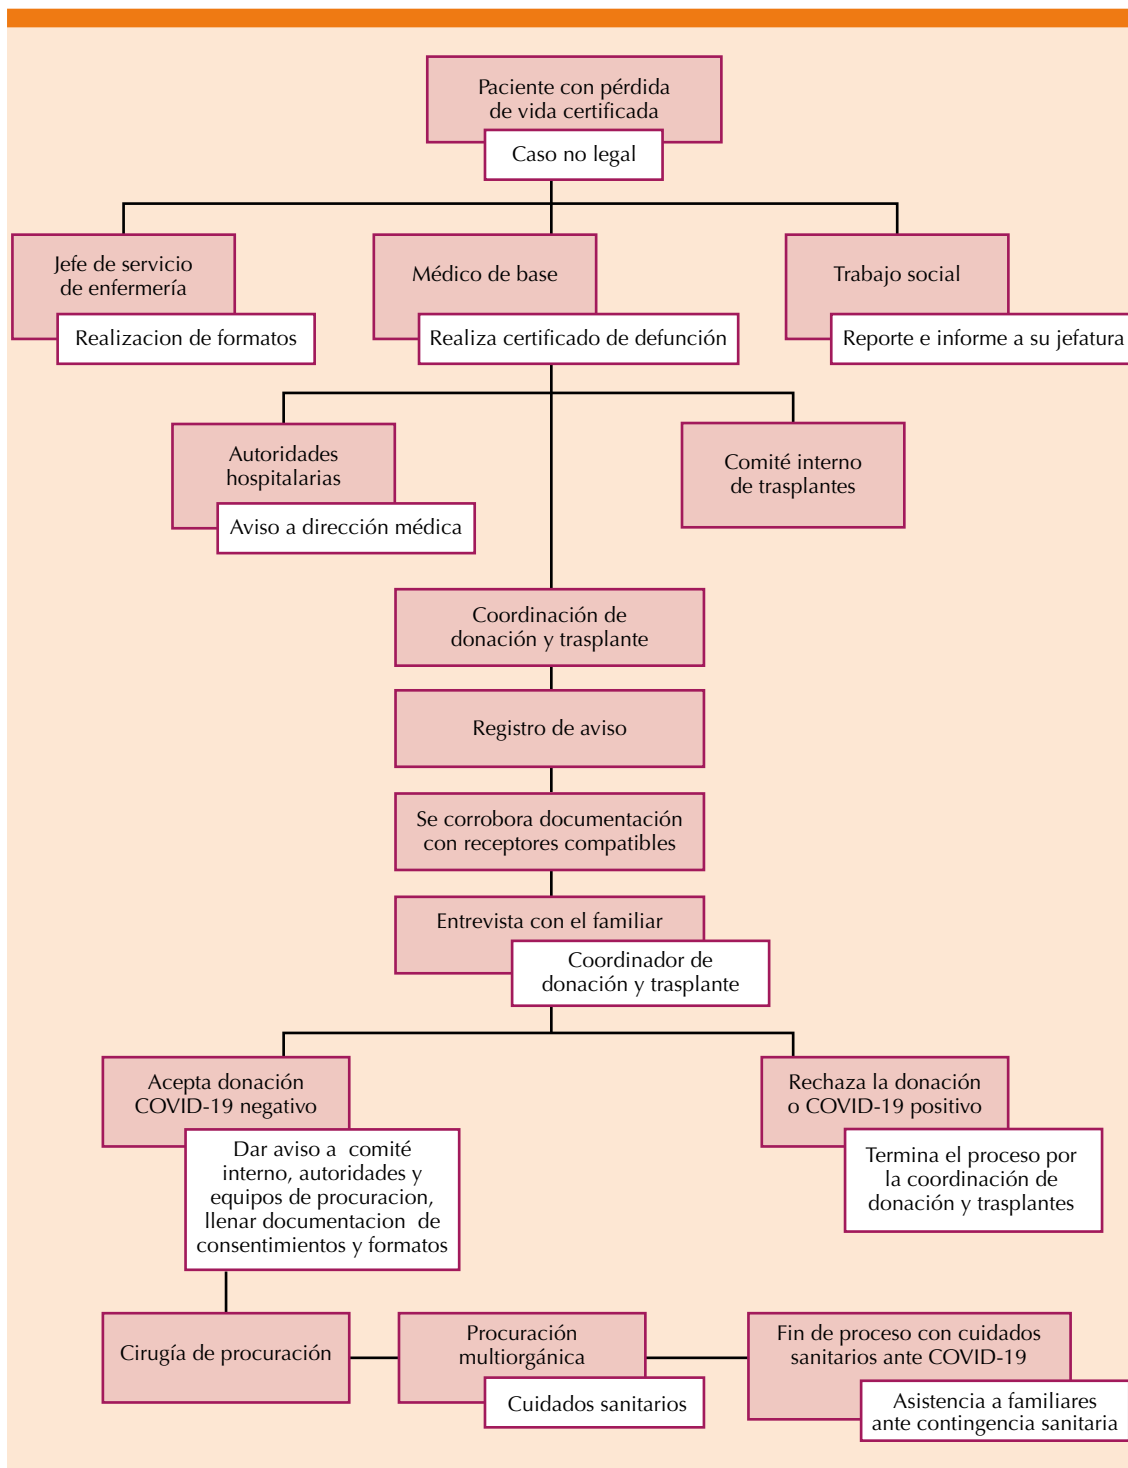 Paciente con pérdida
de vida certificada
Caso no legal
Jefe de servicio
de enfermería
Realizacion de formatos
Médico de base
Realiza certificado de defunción
Trabajo social
Reporte e informe a su jefatura
Autoridades
hospitalarias
Aviso a dirección médica
Comité interno
de trasplantes
Coordinación de
donación y trasplante
Registro de aviso
Se corrobora documentación
con receptores compatibles
Entrevista con el familiar
Coordinador de
donación y trasplante
Acepta donación
COVID-19 negativo
Dar aviso a comité
interno, autoridades y
equipos de procuracion,
llenar documentacion de
consentimientos y formatos
Rechaza la donación
o COVID-19 positivo
Termina el proceso por
la coordinación de
donación y trasplantes
Cirugía de procuración
Procuración
multiorgánica
Cuidados sanitarios
Fin de proceso con cuidados
sanitarios ante COVID-19
Asistencia a familiares
ante contingencia sanitaria